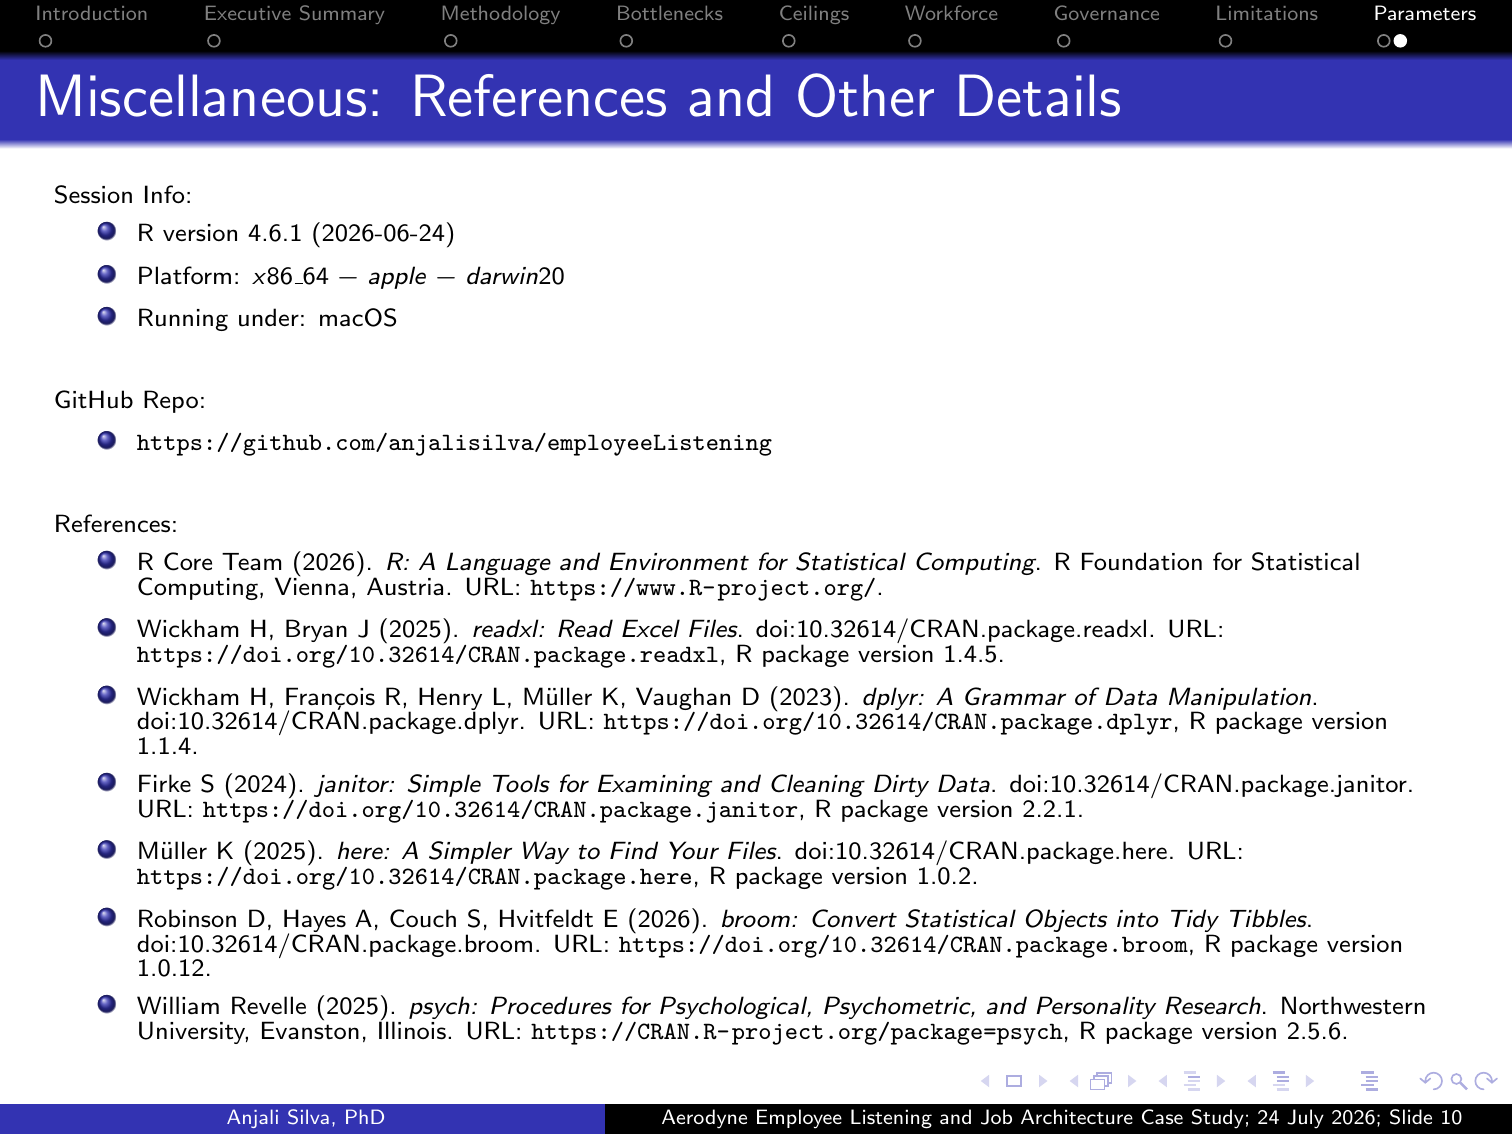 Introduction Executive Summary Methodology Bottlenecks Ceilings Workforce Governance Limitations Parameters
Miscellaneous: References and Other Details
Session Info:
R version 4.6.1 (2026-06-24)
Platform: x86_64 − apple − darwin20
Running under: macOS
GitHub Repo:
https://github.com/anjalisilva/employeeListening
References:
R Core Team (2026). R: A Language and Environment for Statistical Computing. R Foundation for Statistical
Computing, Vienna, Austria. URL: https://www.R-project.org/.
Wickham H, Bryan J (2025). readxl: Read Excel Files. doi:10.32614/CRAN.package.readxl. URL:
https://doi.org/10.32614/CRAN.package.readxl, R package version 1.4.5.
Wickham H, François R, Henry L, Müller K, Vaughan D (2023). dplyr: A Grammar of Data Manipulation.
doi:10.32614/CRAN.package.dplyr. URL: https://doi.org/10.32614/CRAN.package.dplyr, R package version
1.1.4.
Firke S (2024). janitor: Simple Tools for Examining and Cleaning Dirty Data. doi:10.32614/CRAN.package.janitor.
URL: https://doi.org/10.32614/CRAN.package.janitor, R package version 2.2.1.
Müller K (2025). here: A Simpler Way to Find Your Files. doi:10.32614/CRAN.package.here. URL:
https://doi.org/10.32614/CRAN.package.here, R package version 1.0.2.
Robinson D, Hayes A, Couch S, Hvitfeldt E (2026). broom: Convert Statistical Objects into Tidy Tibbles.
doi:10.32614/CRAN.package.broom. URL: https://doi.org/10.32614/CRAN.package.broom, R package version
1.0.12.
William Revelle (2025). psych: Procedures for Psychological, Psychometric, and Personality Research. Northwestern
University, Evanston, Illinois. URL: https://CRAN.R-project.org/package=psych, R package version 2.5.6.
Anjali Silva, PhD
Aerodyne Employee Listening and Job Architecture Case Study; 24 July 2026; Slide 10